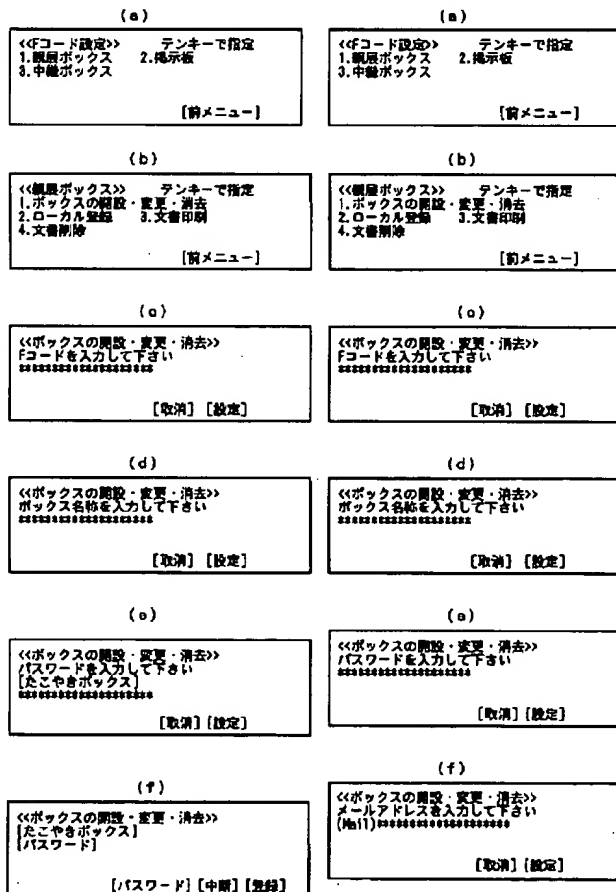 (a)
<<Fコード設定>> テンキーで指定
1.親展ボックス 2.掲示板
3.中継ボックス
[前メニュー]
(b)
<<親展ボックス>> テンキーで指定
1.ボックスの開設・変更・消去
2.ローカル登録 3.文書印刷
4.文書削除
[前メニュー]
(c)
<<ボックスの開設・変更・消去>>
Fコードを入力して下さい
********************
[取消] [設定]
(d)
<<ボックスの開設・変更・消去>>
ボックス名称を入力して下さい
********************
[取消] [設定]
(e)
<<ボックスの開設・変更・消去>>
パスワードを入力して下さい
[たこやきボックス]
********************
[取消] [設定]
(f)
<<ボックスの開設・変更・消去>>
[たこやきボックス]
[パスワード]
[パスワード] [中断] [登録]
(a)
<<Fコード設定>> テンキーで指定
1.親展ボックス 2.掲示板
3.中継ボックス
[前メニュー]
(b)
<<親展ボックス>> テンキーで指定
1.ボックスの開設・変更・消去
2.ローカル登録 3.文書印刷
4.文書削除
[前メニュー]
(c)
<<ボックスの開設・変更・消去>>
Fコードを入力して下さい
********************
[取消] [設定]
(d)
<<ボックスの開設・変更・消去>>
ボックス名称を入力して下さい
********************
[取消] [設定]
(e)
<<ボックスの開設・変更・消去>>
パスワードを入力して下さい
********************
[取消] [設定]
(f)
<<ボックスの開設・変更・消去>>
メールアドレスを入力して下さい
(Mail)********************
[取消] [設定]